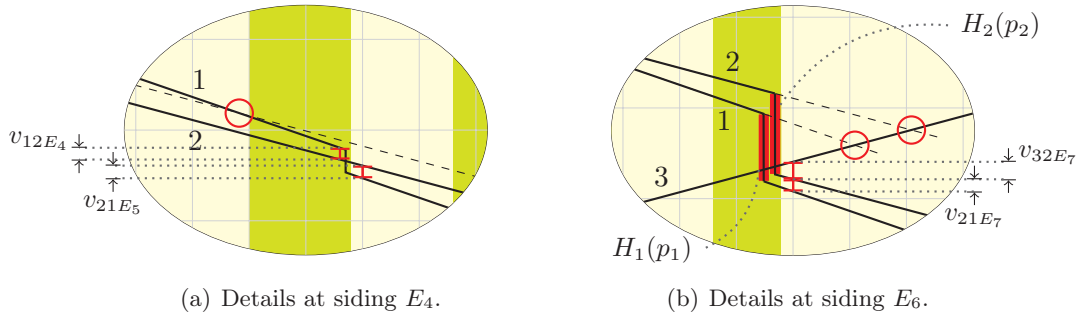 1
2
v12E4
v21E5
(a) Details at siding E4.
H2(p2)
2
1
3
v32E7
v21E7
H1(p1)
(b) Details at siding E6.